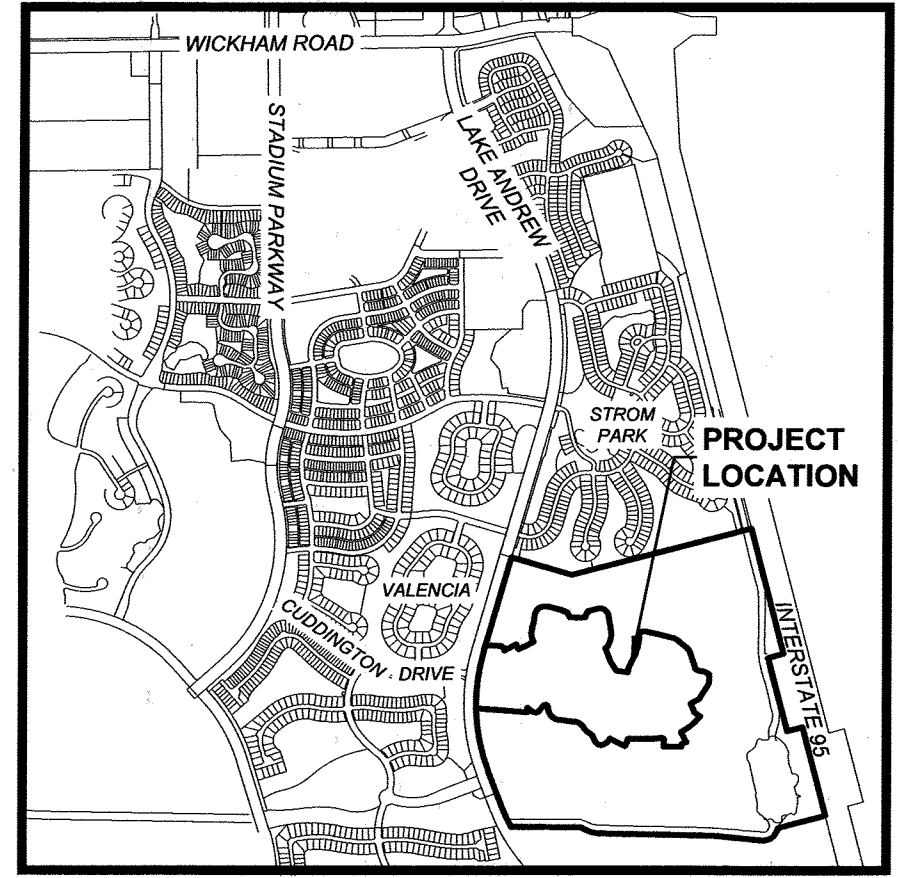 WICKHAM ROAD
STADIUM PARKWAY
LAKE ANDREW
DRIVE
STROM
PARK
PROJECT
LOCATION
VALENCIA
CUDDINGTON DRIVE
INTERSTATE 95